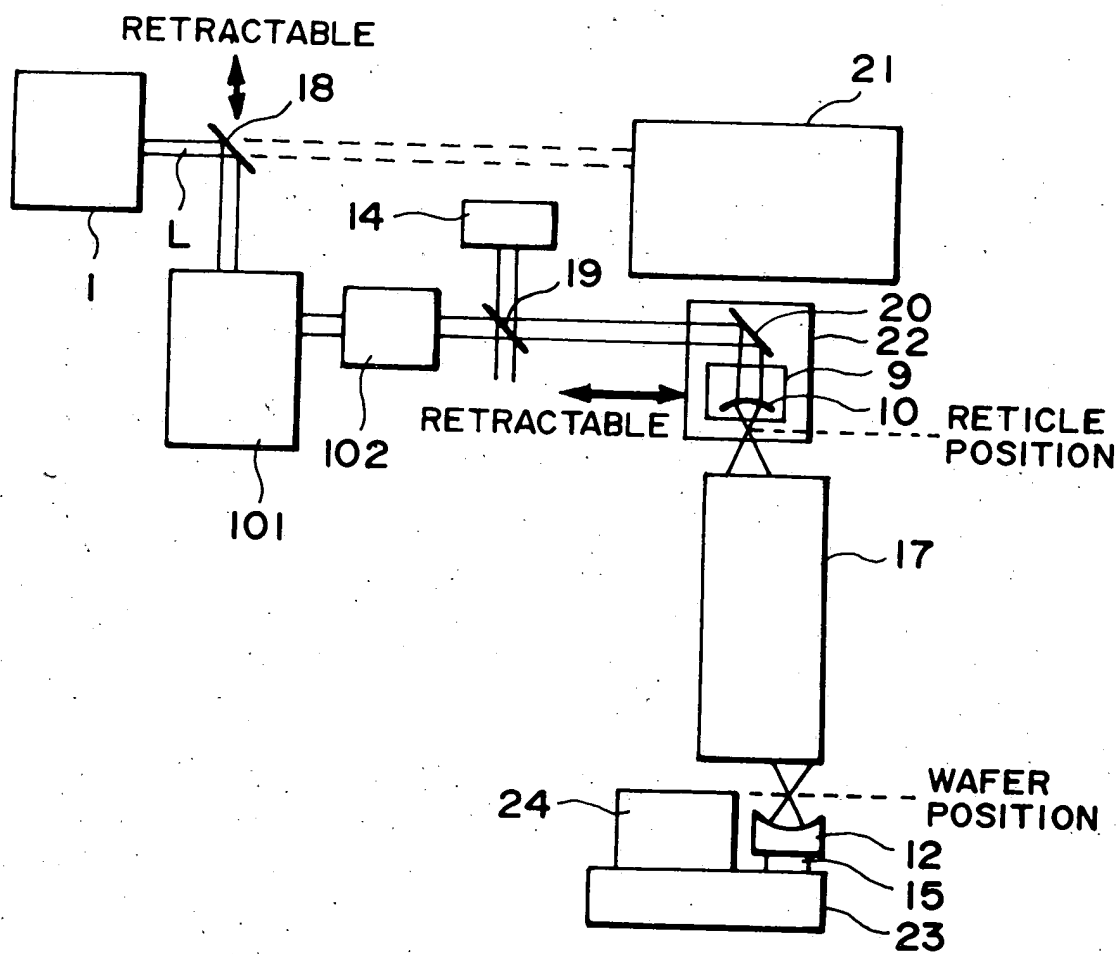 RETRACTABLE
18
21
L
1
14
19
20
22
9
10
RETRACTABLE
RETICLE
POSITION
102
101
17
WAFER
POSITION
24
12
15
23